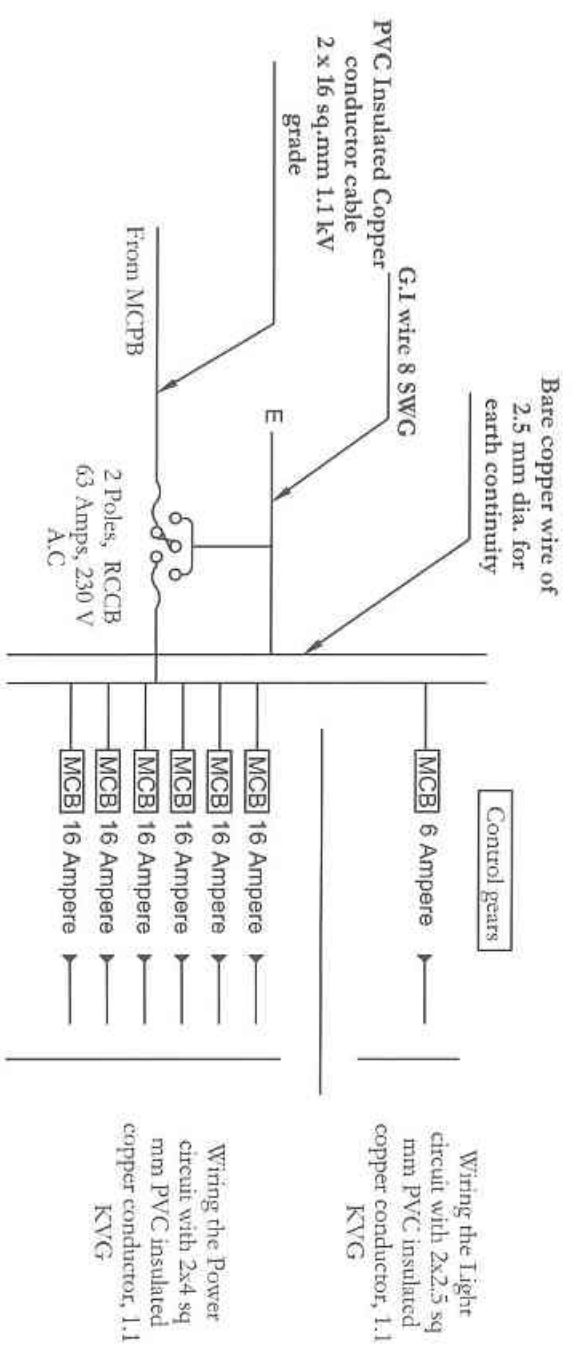 Bare copper wire of
2.5 mm dia. for
earth continuity
G.I wire 8 SWG
PVC Insulated Copper
conductor cable
2 x 16 sq.mm 1.1 kV
grade
E
From MCPB
2 Poles, RCCB
63 Amps, 230 V
A.C
Control gears
MCB 6 Ampere
MCB 16 Ampere
MCB 16 Ampere
MCB 16 Ampere
MCB 16 Ampere
MCB 16 Ampere
MCB 16 Ampere
Wiring the Light
circuit with 2x2.5 sq
mm PVC insulated
copper conductor, 1.1
KVG
Wiring the Power
circuit with 2x4 sq
mm PVC insulated
copper conductor, 1.1
KVG